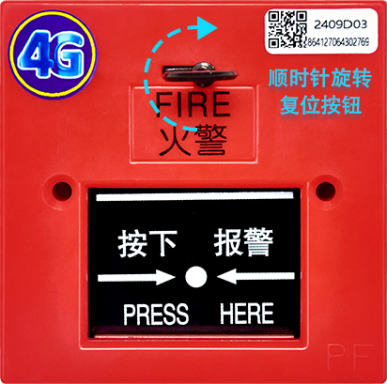 4G
2409D03
864127064302769
顺时针旋转
复位按钮
FIRE
火警
按下 报警
PRESS HERE
PF